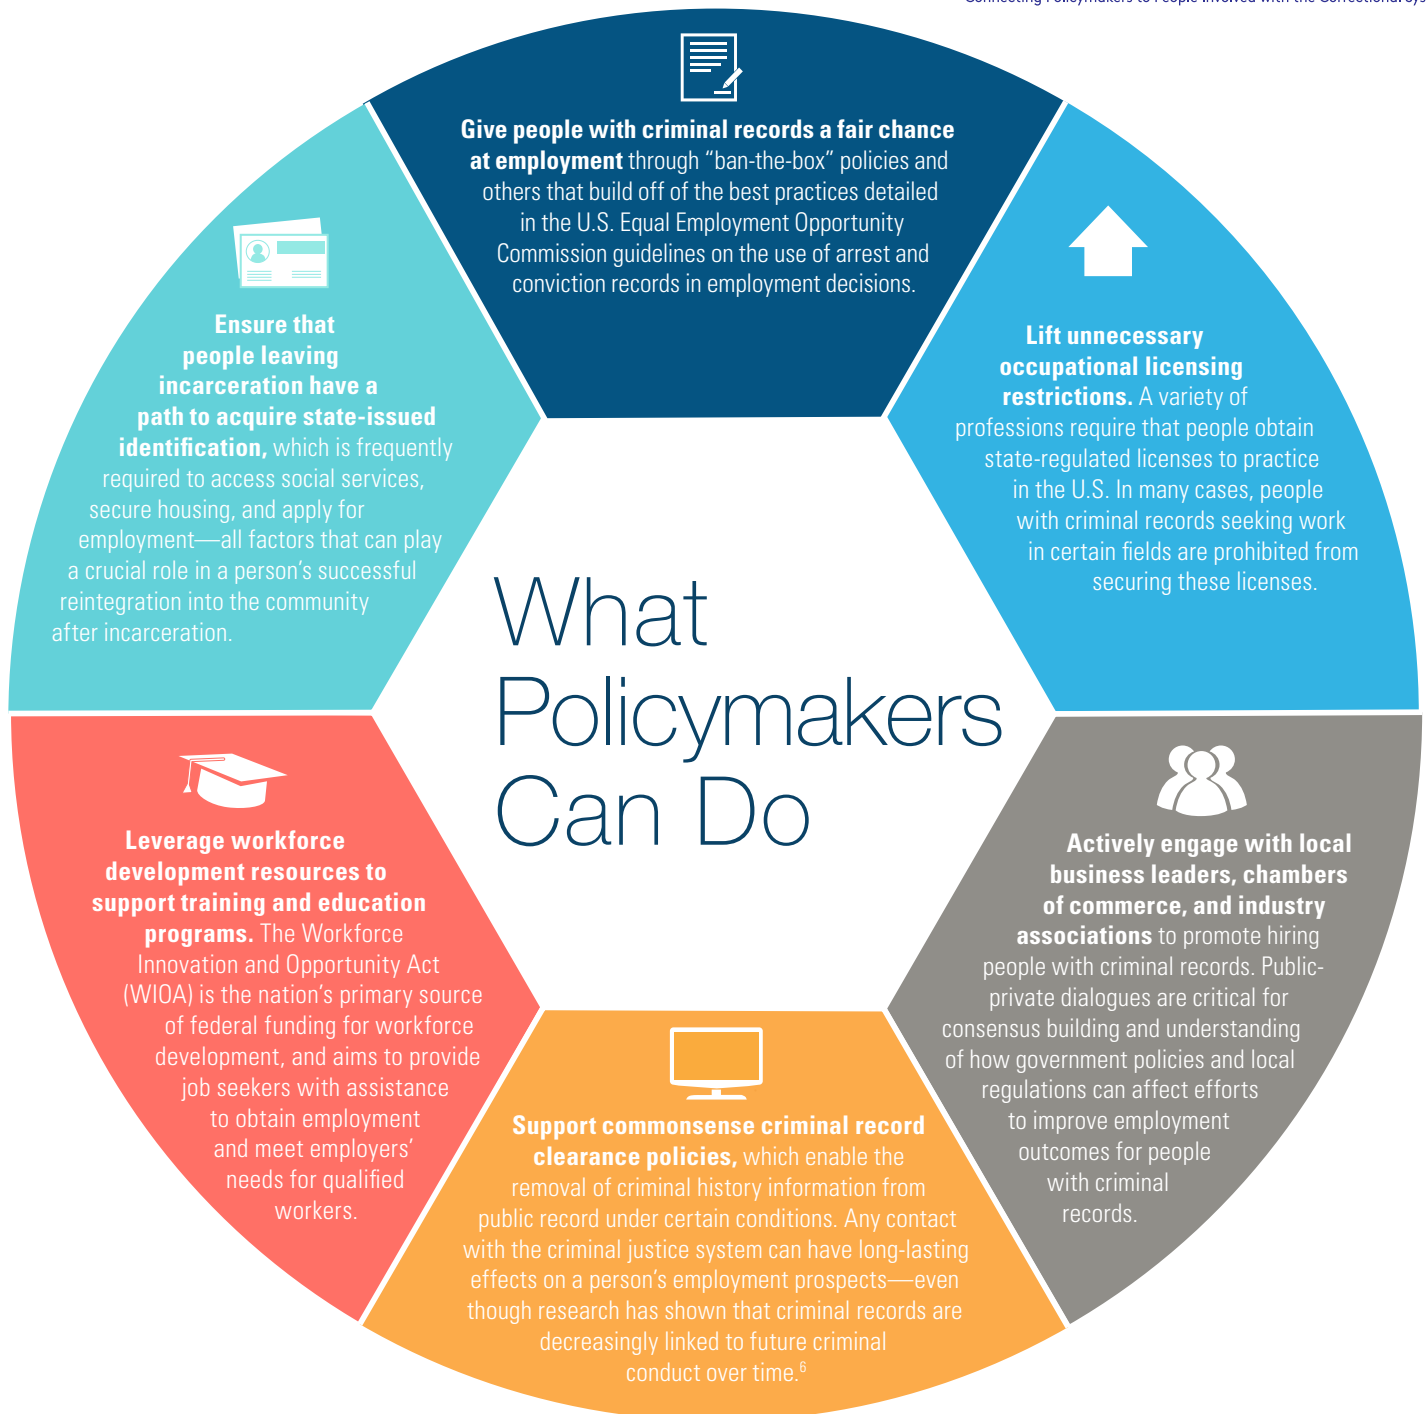 Connecting Policymakers to People Involved with the Correctional
Give people with criminal records a fair chance
at employment through “ban-the-box” policies and
others that build off of the best practices detailed
in the U.S. Equal Employment Opportunity
Commission guidelines on the use of arrest and
conviction records in employment decisions.
Lift unnecessary
occupational licensing
restrictions. A variety of
professions require that people obtain
state-regulated licenses to practice
in the U.S. In many cases, people
with criminal records seeking work
in certain fields are prohibited from
securing these licenses.
Actively engage with local
business leaders, chambers
of commerce, and industry
associations to promote hiring
people with criminal records. Public-
private dialogues are critical for
consensus building and understanding
of how government policies and local
regulations can affect efforts
to improve employment
outcomes for people
with criminal
records.
Support commonsense criminal record
clearance policies, which enable the
removal of criminal history information from
public record under certain conditions. Any contact
with the criminal justice system can have long-lasting
effects on a person’s employment prospects—even
though research has shown that criminal records are
decreasingly linked to future criminal
conduct over time.6
Leverage workforce
development resources to
support training and education
programs. The Workforce
Innovation and Opportunity Act
(WIOA) is the nation’s primary source
of federal funding for workforce
development, and aims to provide
job seekers with assistance
to obtain employment
and meet employers’
needs for qualified
workers.
Ensure that
people leaving
incarceration have a
path to acquire state-issued
identification, which is frequently
required to access social services,
secure housing, and apply for
employment—all factors that can play
a crucial role in a person’s successful
reintegration into the community
after incarceration.
What
Policymakers
Can Do